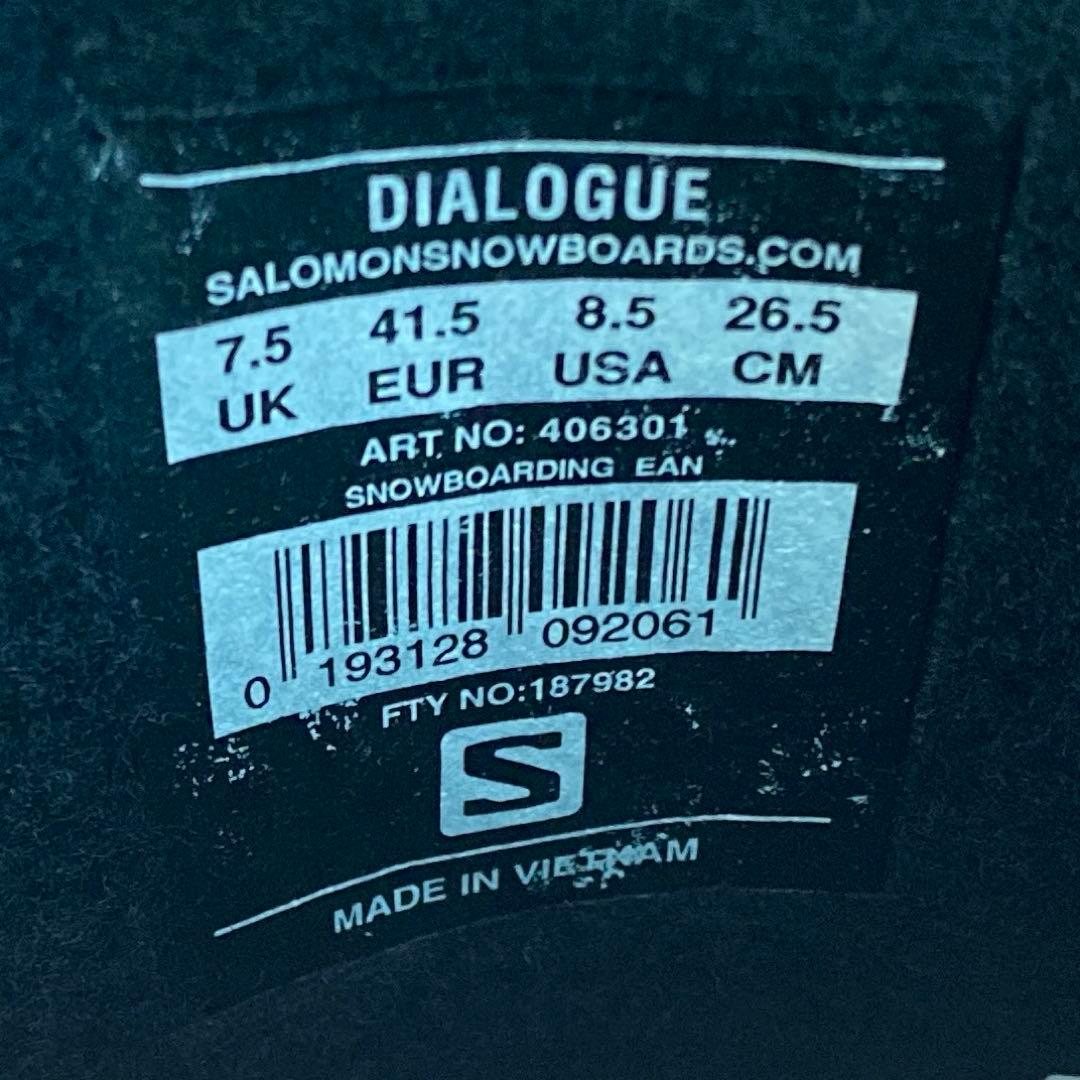 DIALOGUE
SALOMONSNOWBOARDS.COM
7.5 41.5 8.5 26.5
UK EUR USA CM
ART. NO: 406301
SNOWBOARDING EAN
0 193128 092061
FTY NO:187982
S
MADE IN VIETNAM